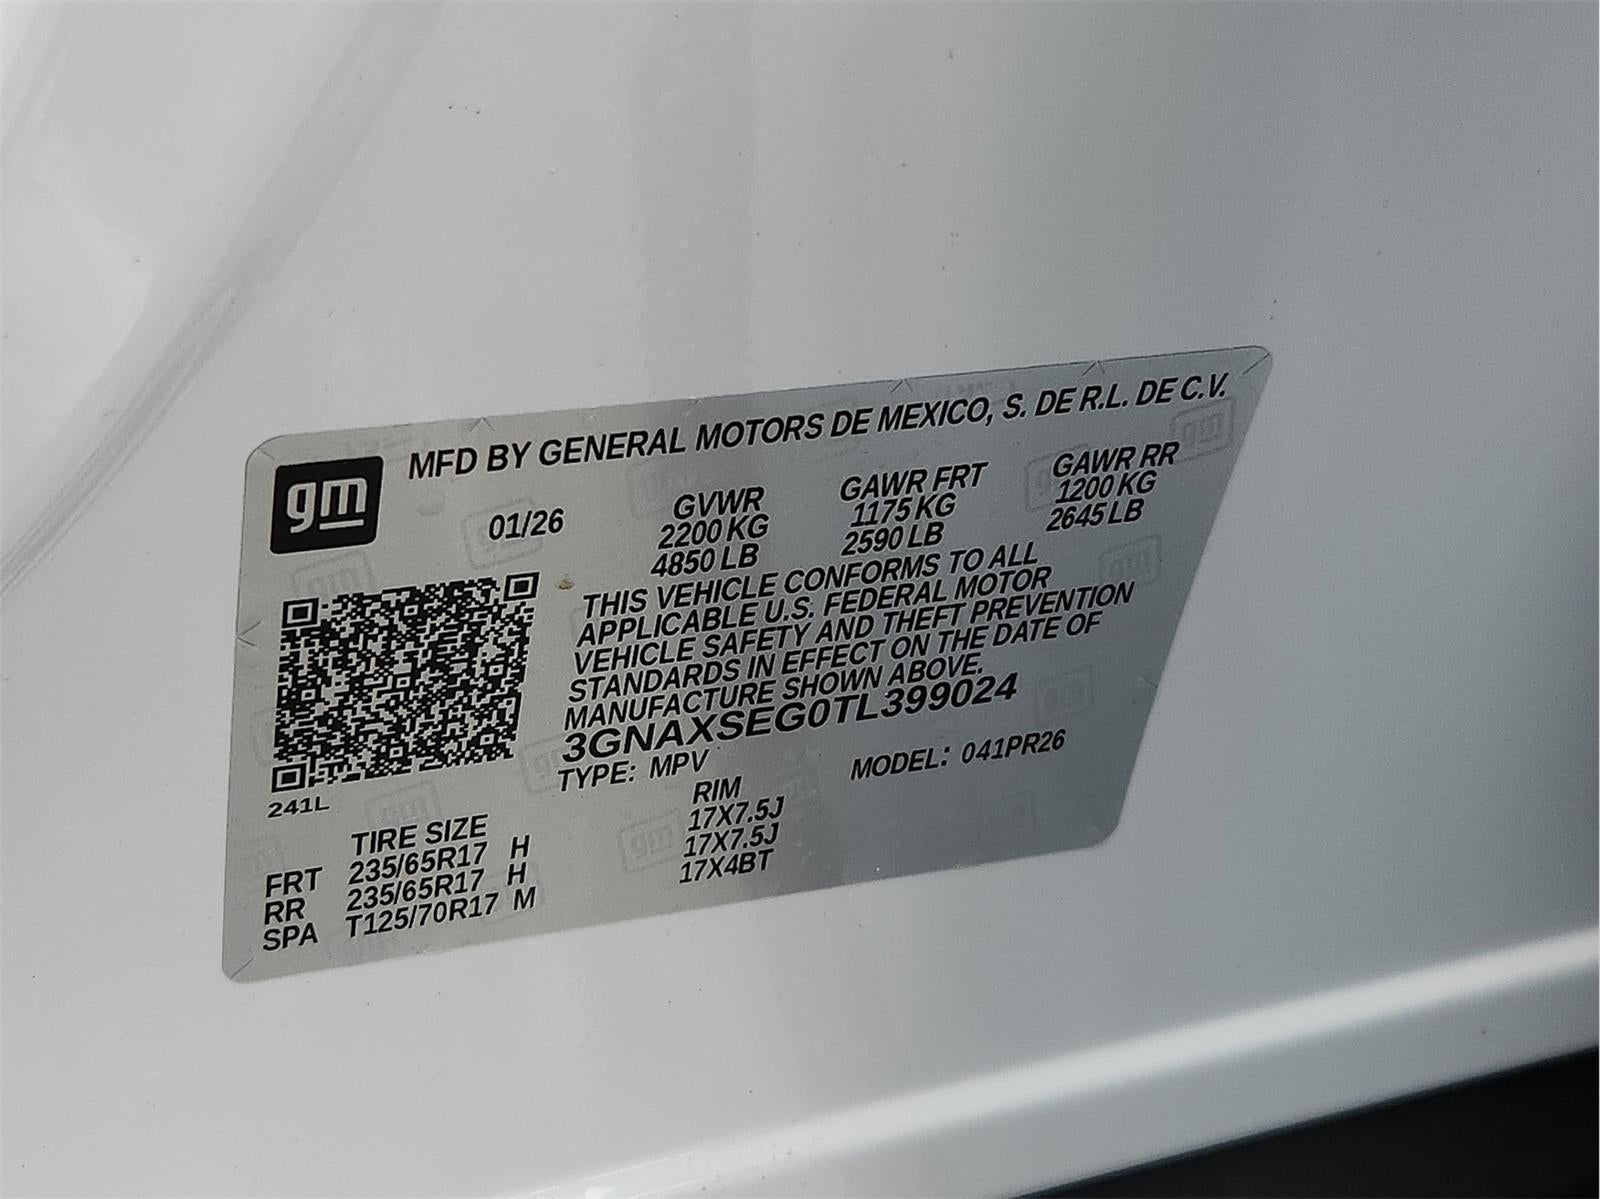 gm
MFD BY GENERAL MOTORS DE MEXICO, S. DE R.L. DE C.V.
01/26 GVWR GAWR FRT GAWR RR
2200 KG 1175 KG 1200 KG
4850 LB 2590 LB 2645 LB
THIS VEHICLE CONFORMS TO ALL
APPLICABLE U.S. FEDERAL MOTOR
VEHICLE SAFETY AND THEFT PREVENTION
STANDARDS IN EFFECT ON THE DATE OF
MANUFACTURE SHOWN ABOVE.
3GNAXSEG0TL399024
TYPE: MPV MODEL: 041PR26
241L
TIRE SIZE RIM
FRT 235/65R17 H 17X7.5J
RR 235/65R17 H 17X7.5J
SPA T125/70R17 M 17X4BT